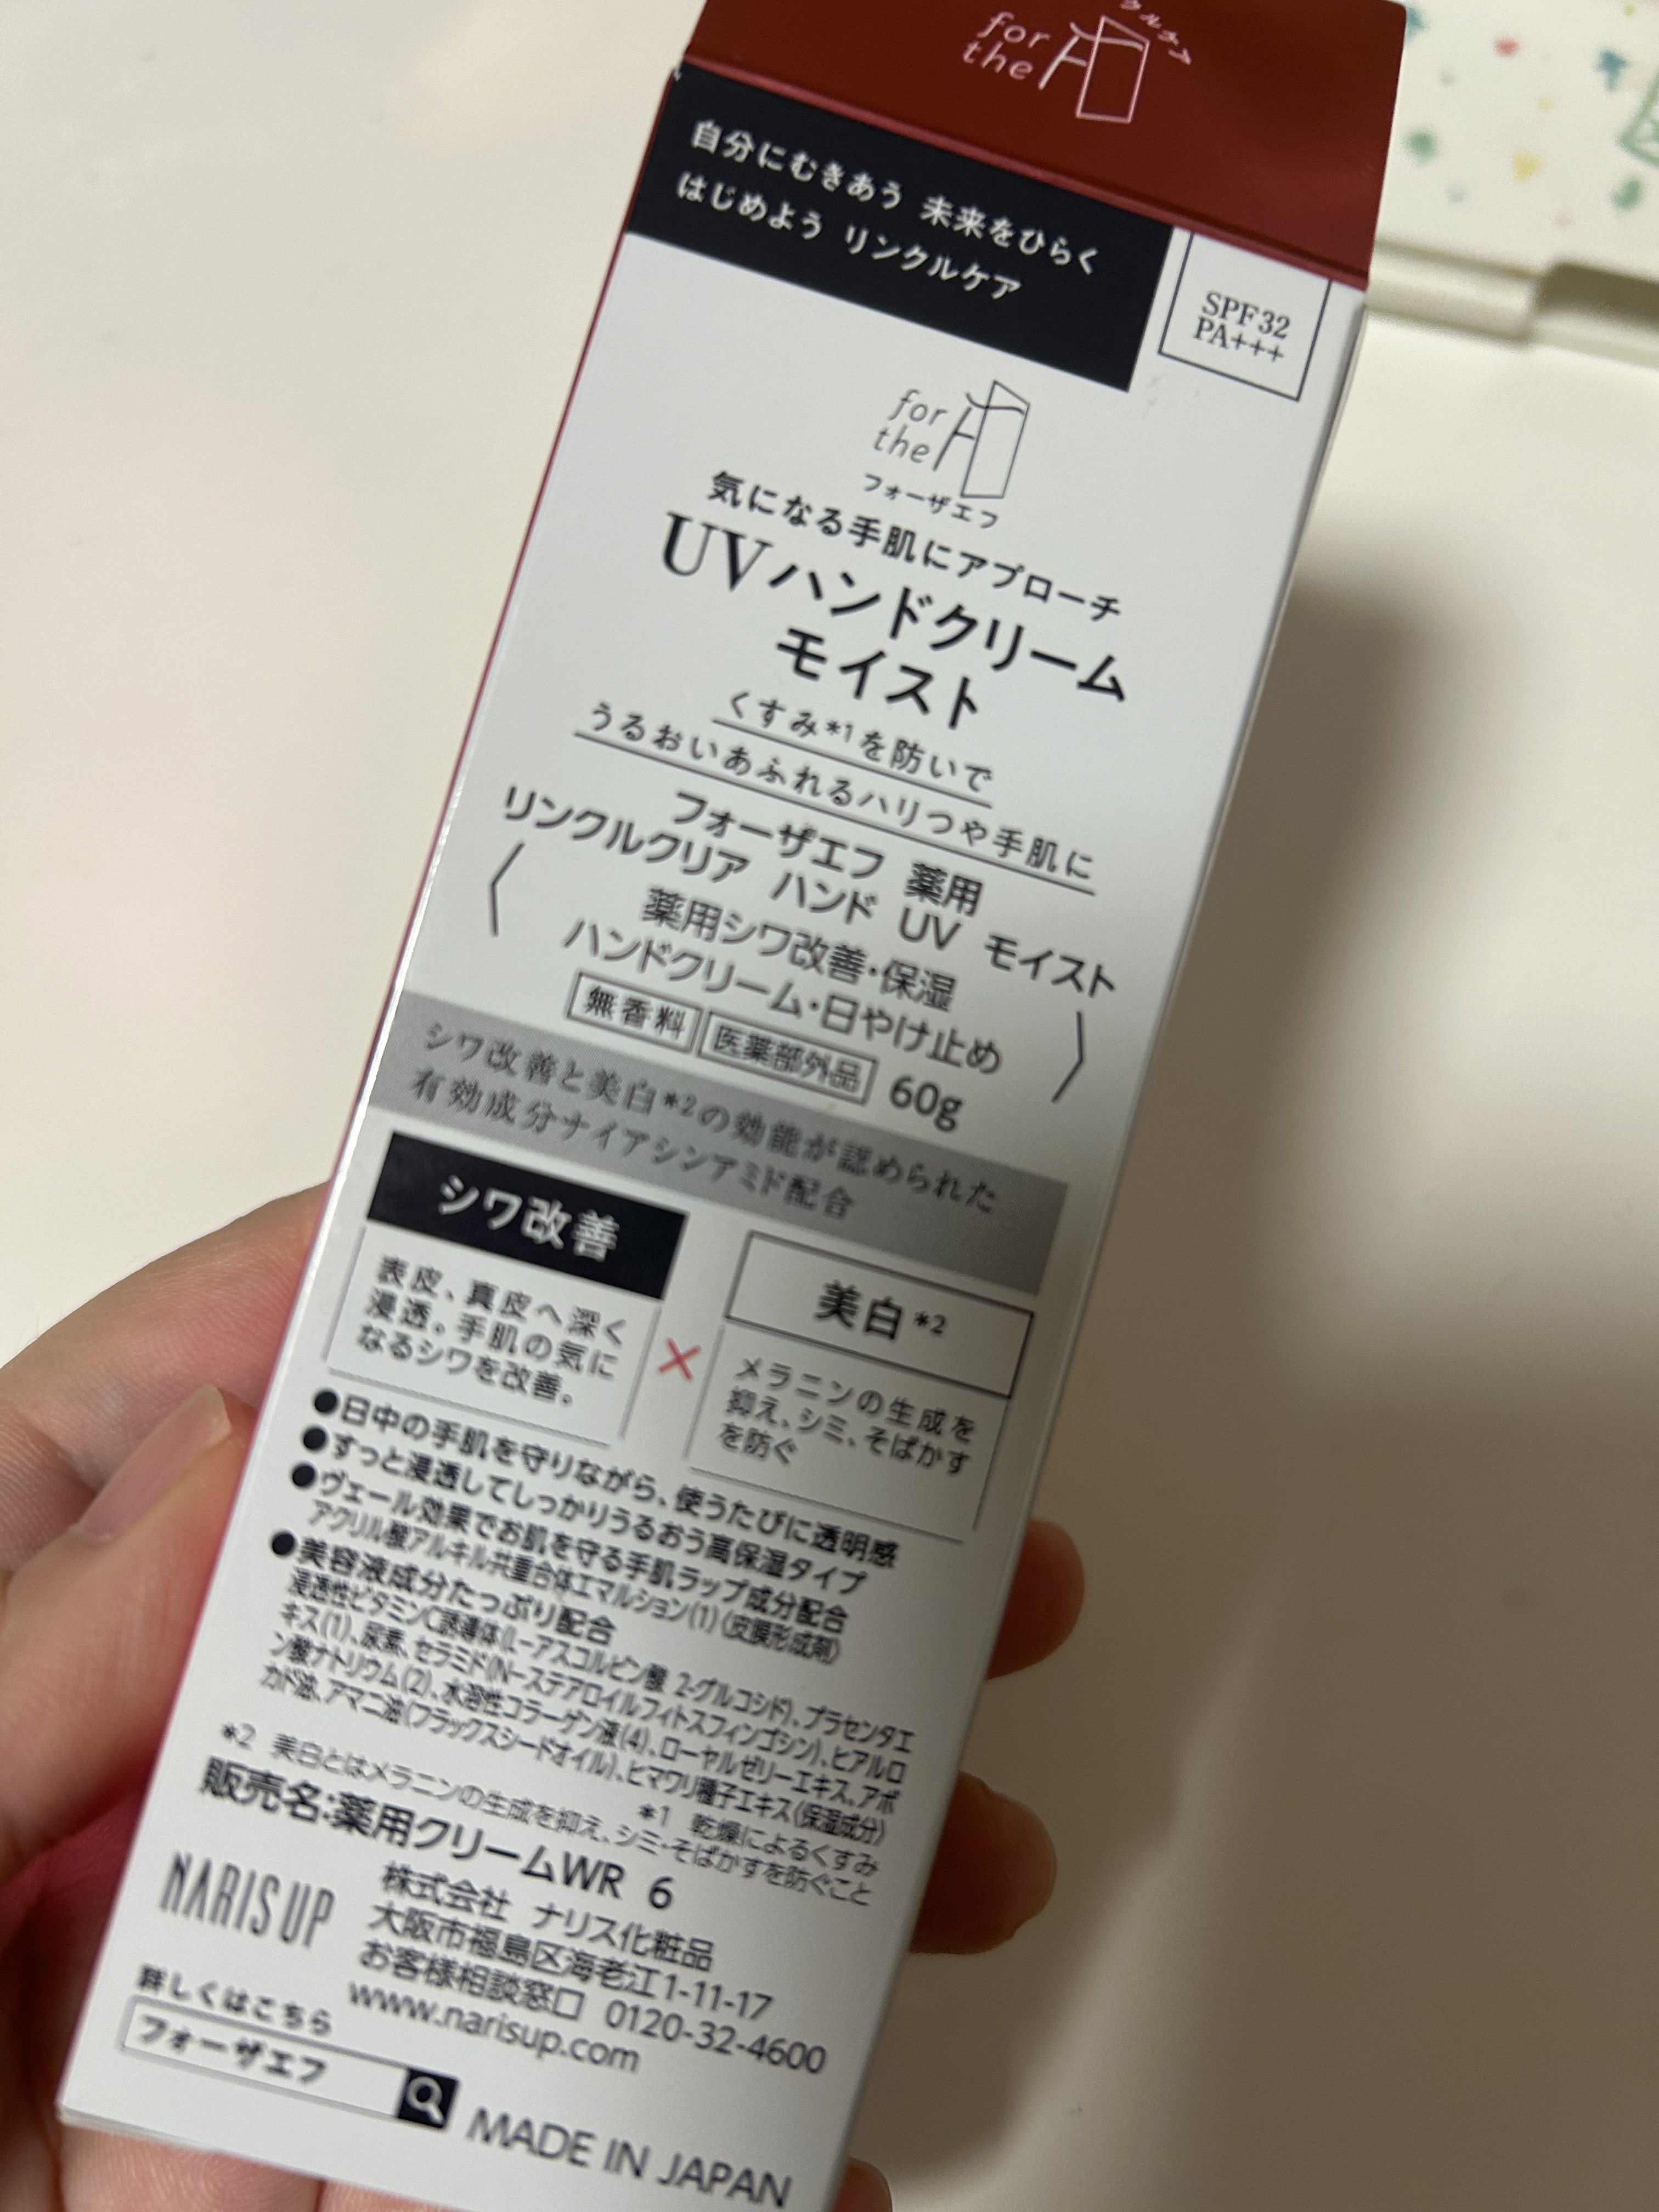 for
the
自分にむきあう 未来をひらく
はじめよう リンクルケア
SPF32
PA+++
for
the F
フォーザエフ
気になる手肌にアプローチ
UVハンドクリーム
モイスト
くすみ*1を防いで
うるおいあふれるハリつや手肌に
フォーザエフ 薬用
リンクルクリア ハンド UV モイスト
薬用シワ改善・保湿
ハンドクリーム・日やけ止め
無香料 医薬部外品 60g
シワ改善と美白*2の効能が認められた
有効成分ナイアシンアミド配合
シワ改善
表皮、真皮へ深く
浸透。手肌の気に
なるシワを改善。
×
美白*2
メラニンの生成を
抑え、シミ、そばかす
を防ぐ
●日中の手肌を守りながら、使うたびに透明感
●すっと浸透してしっかりうるおう高保湿タイプ
●ヴェール効果でお肌を守る手肌ラップ成分配合
アクリル酸アルキル共重合体エマルション(1)(皮膜形成剤)
●美容液成分たっぷり配合
浸透性ビタミンC誘導体(L-アスコルビン酸 2-グルコシド)、プラセンタエ
キス(1)、尿素、セラミド(N-ステアロイルフィトスフィンゴシン)、ヒアルロ
ン酸ナトリウム(2)、水溶性コラーゲン液(4)、ローヤルゼリーエキス、アボ
カド油、アマニ油(フラックスシードオイル)、ヒマワリ種子エキス(保湿成分)
*1 乾燥によるくすみ
*2 美白とはメラニンの生成を抑え、シミ・そばかすを防ぐこと
販売名:薬用クリームWR 6
NARIS UP
株式会社 ナリス化粧品
大阪市福島区海老江1-11-17
お客様相談窓口 0120-32-4600
www.narisup.com
詳しくはこちら
フォーザエフ
MADE IN JAPAN